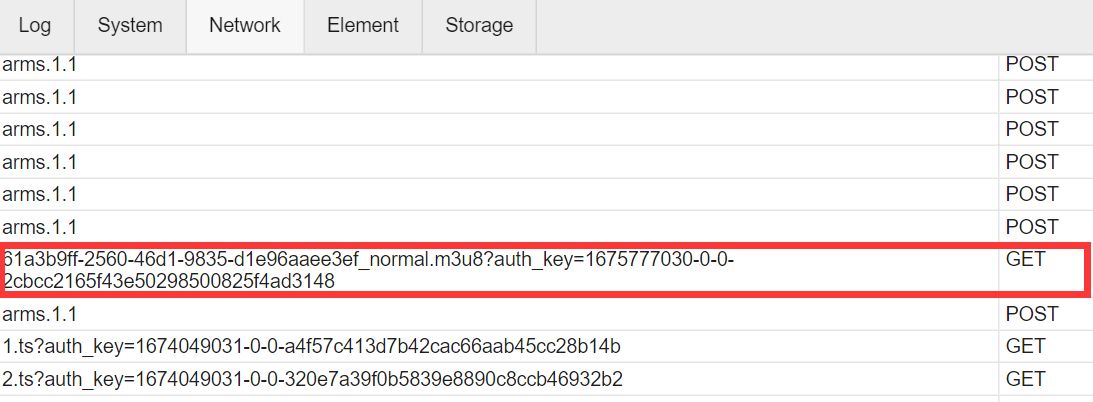 Log System Network Element Storage
arms.1.1 POST
arms.1.1 POST
arms.1.1 POST
arms.1.1 POST
arms.1.1 POST
arms.1.1 POST
61a3b9ff-2560-46d1-9835-d1e96aaee3ef_normal.m3u8?auth_key=1675777030-0-0- GET
2cbcc2165f43e50298500825f4ad3148
arms.1.1 POST
1.ts?auth_key=1674049031-0-0-a4f57c413d7b42cac66aab45cc28b14b GET
2.ts?auth_key=1674049031-0-0-320e7a39f0b5839e8890c8ccb46932b2 GET